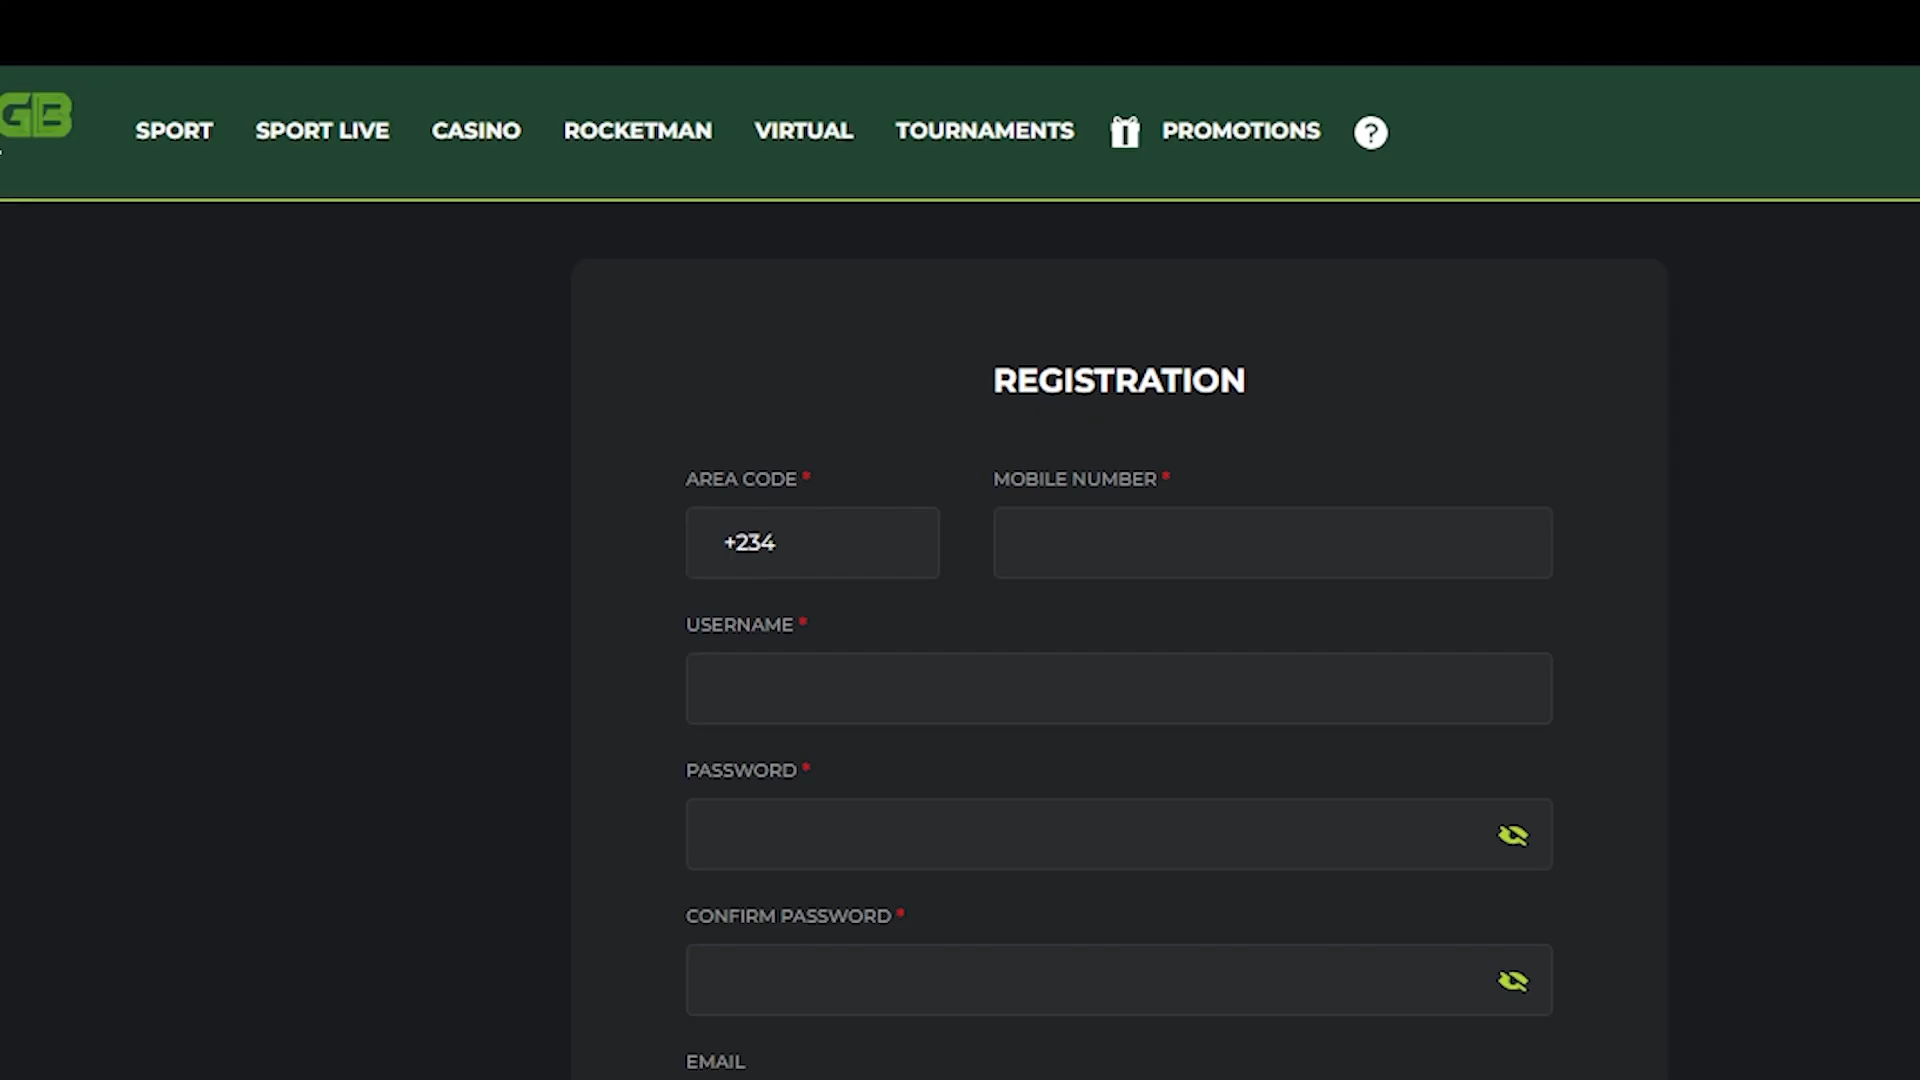 GB
SPORT SPORT LIVE CASINO ROCKETMAN VIRTUAL TOURNAMENTS PROMOTIONS ?
REGISTRATION
AREA CODE * MOBILE NUMBER *
+234
USERNAME *
PASSWORD *
CONFIRM PASSWORD *
EMAIL